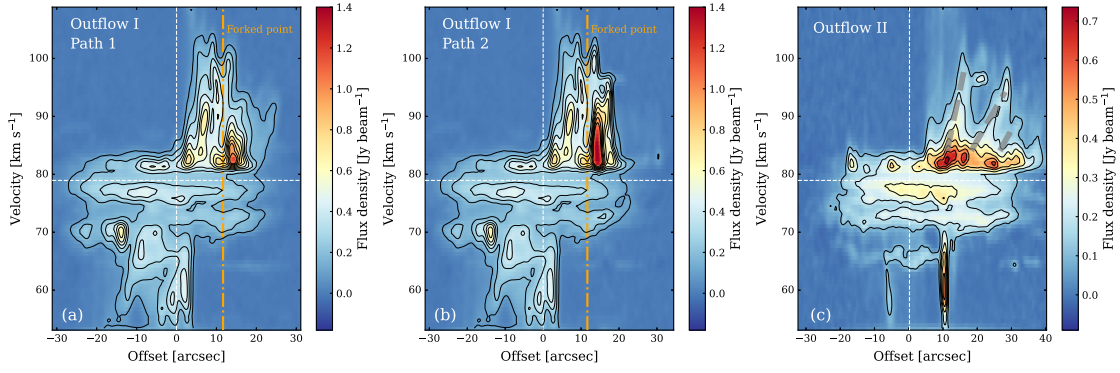 Outflow I
Path 1
Forked point
(a)
100
90
80
70
60
Velocity [km s⁻¹]
−30 −20 −10 0 10 20 30
Offset [arcsec]
1.4
1.2
1.0
0.8
0.6
0.4
0.2
0.0
Flux density [Jy beam⁻¹]
Outflow I
Path 2
Forked point
(b)
100
90
80
70
60
Velocity [km s⁻¹]
−30 −20 −10 0 10 20 30
Offset [arcsec]
1.4
1.2
1.0
0.8
0.6
0.4
0.2
0.0
Flux density [Jy beam⁻¹]
Outflow II
(c)
100
90
80
70
60
Velocity [km s⁻¹]
−30 −20 −10 0 10 20 30 40
Offset [arcsec]
0.7
0.6
0.5
0.4
0.3
0.2
0.1
0.0
Flux density [Jy beam⁻¹]